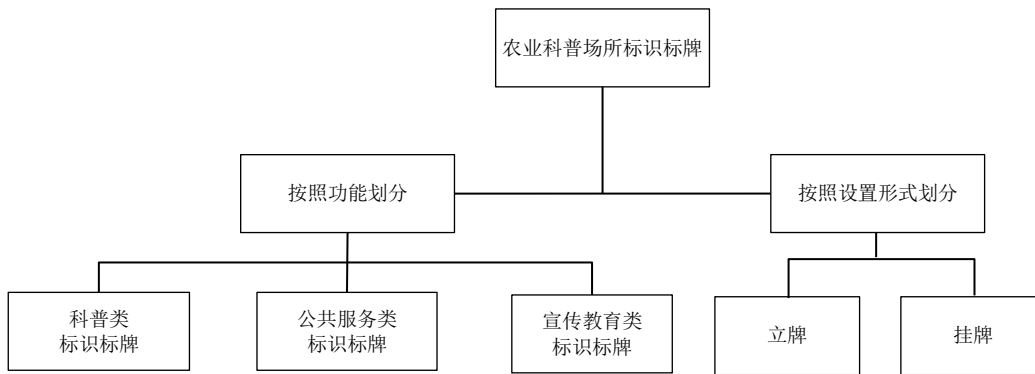 农业科普场所标识标牌
按照功能划分
按照设置形式划分
科普类
标识标牌
公共服务类
标识标牌
宣传教育类
标识标牌
立牌
挂牌